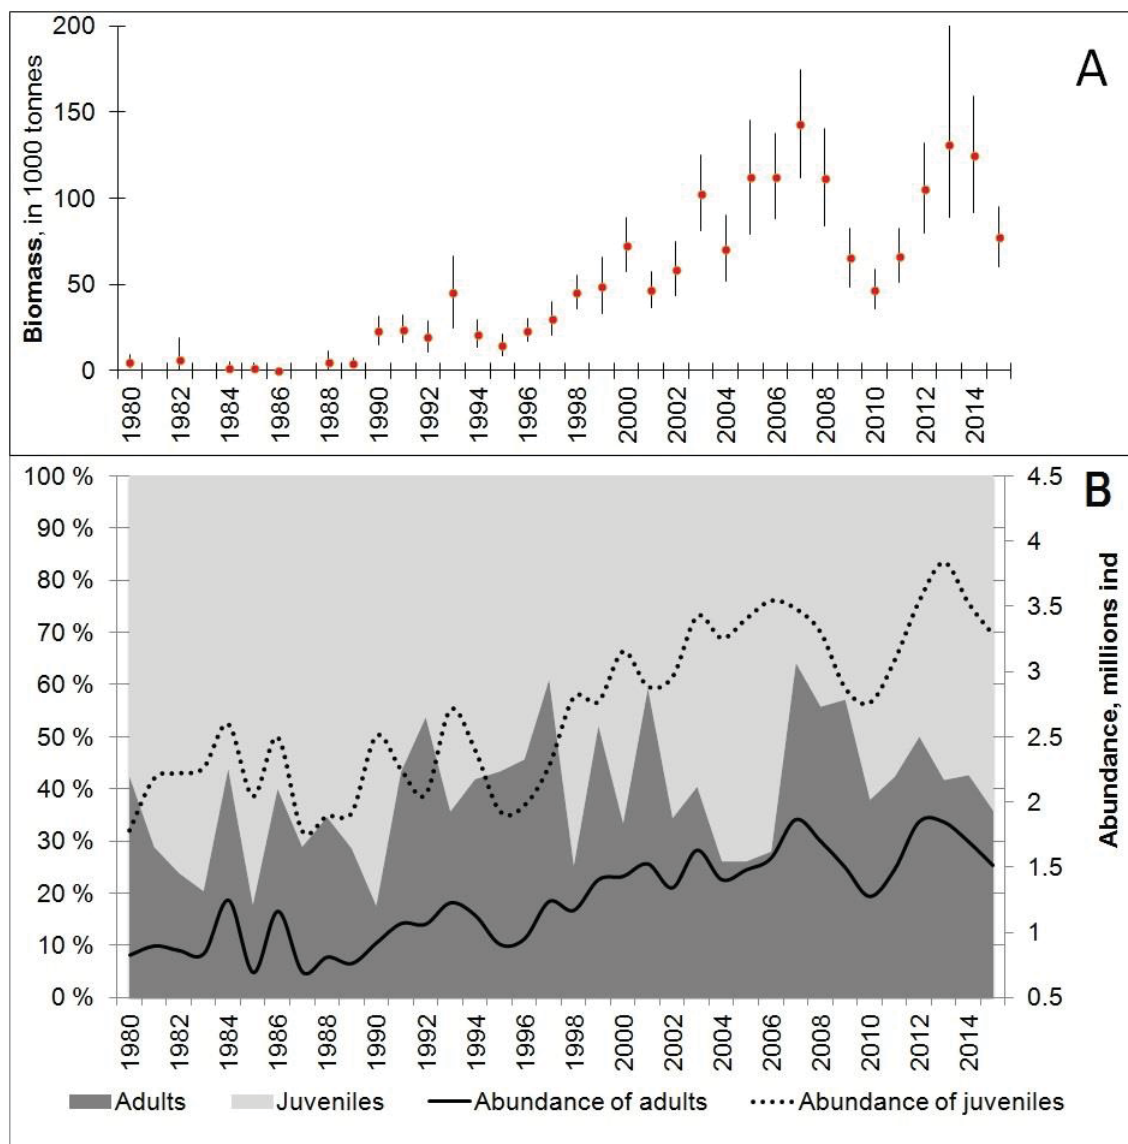 A
Biomass, in 1000 tonnes
200
150
100
50
0
1980 1982 1984 1986 1988 1990 1992 1994 1996 1998 2000 2002 2004 2006 2008 2010 2012 2014
B
100 % 4.5
90 %
4
80 %
3.5
70 %
3
60 %
50 % 2.5
40 %
2
30 %
1.5
20 %
1
10 %
0 % 0.5
Abundance, millions ind
1980 1982 1984 1986 1988 1990 1992 1994 1996 1998 2000 2002 2004 2006 2008 2010 2012 2014
Adults Juveniles Abundance of adults Abundance of juveniles